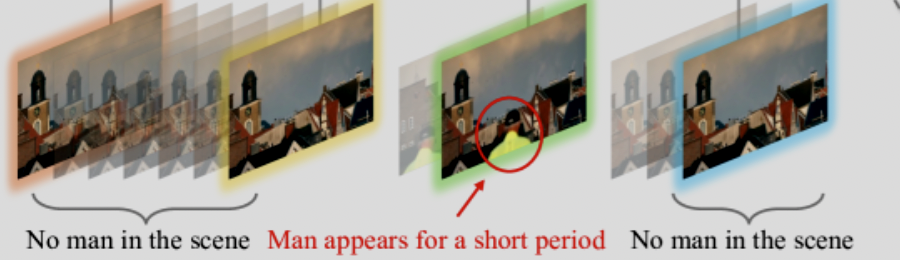 No man in the scene
Man appears for a short period
No man in the scene